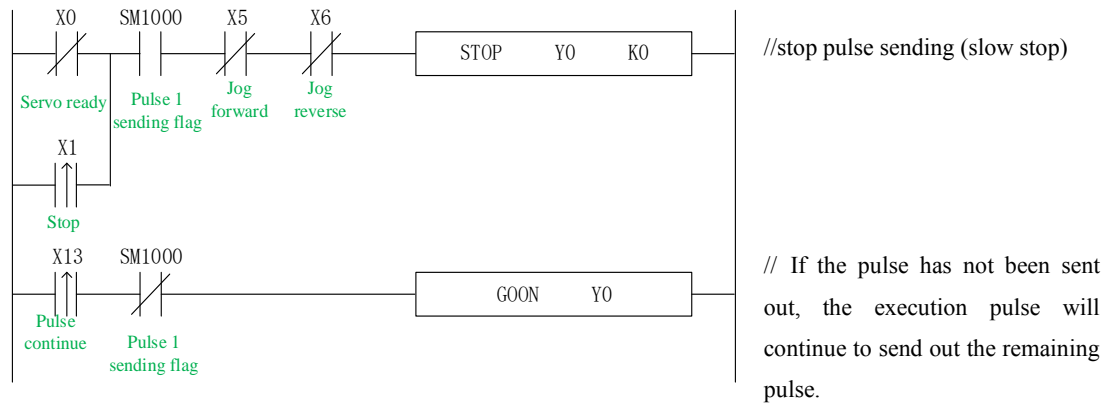 X0 SM1000 X5 X6
STOP Y0 K0
//stop pulse sending (slow stop)
Servo ready
Pulse 1
sending flag
Jog
forward
Jog
reverse
X1
Stop
X13 SM1000
GOON Y0
Pulse
continue
Pulse 1
sending flag
// If the pulse has not been sent
out, the execution pulse will
continue to send out the remaining
pulse.